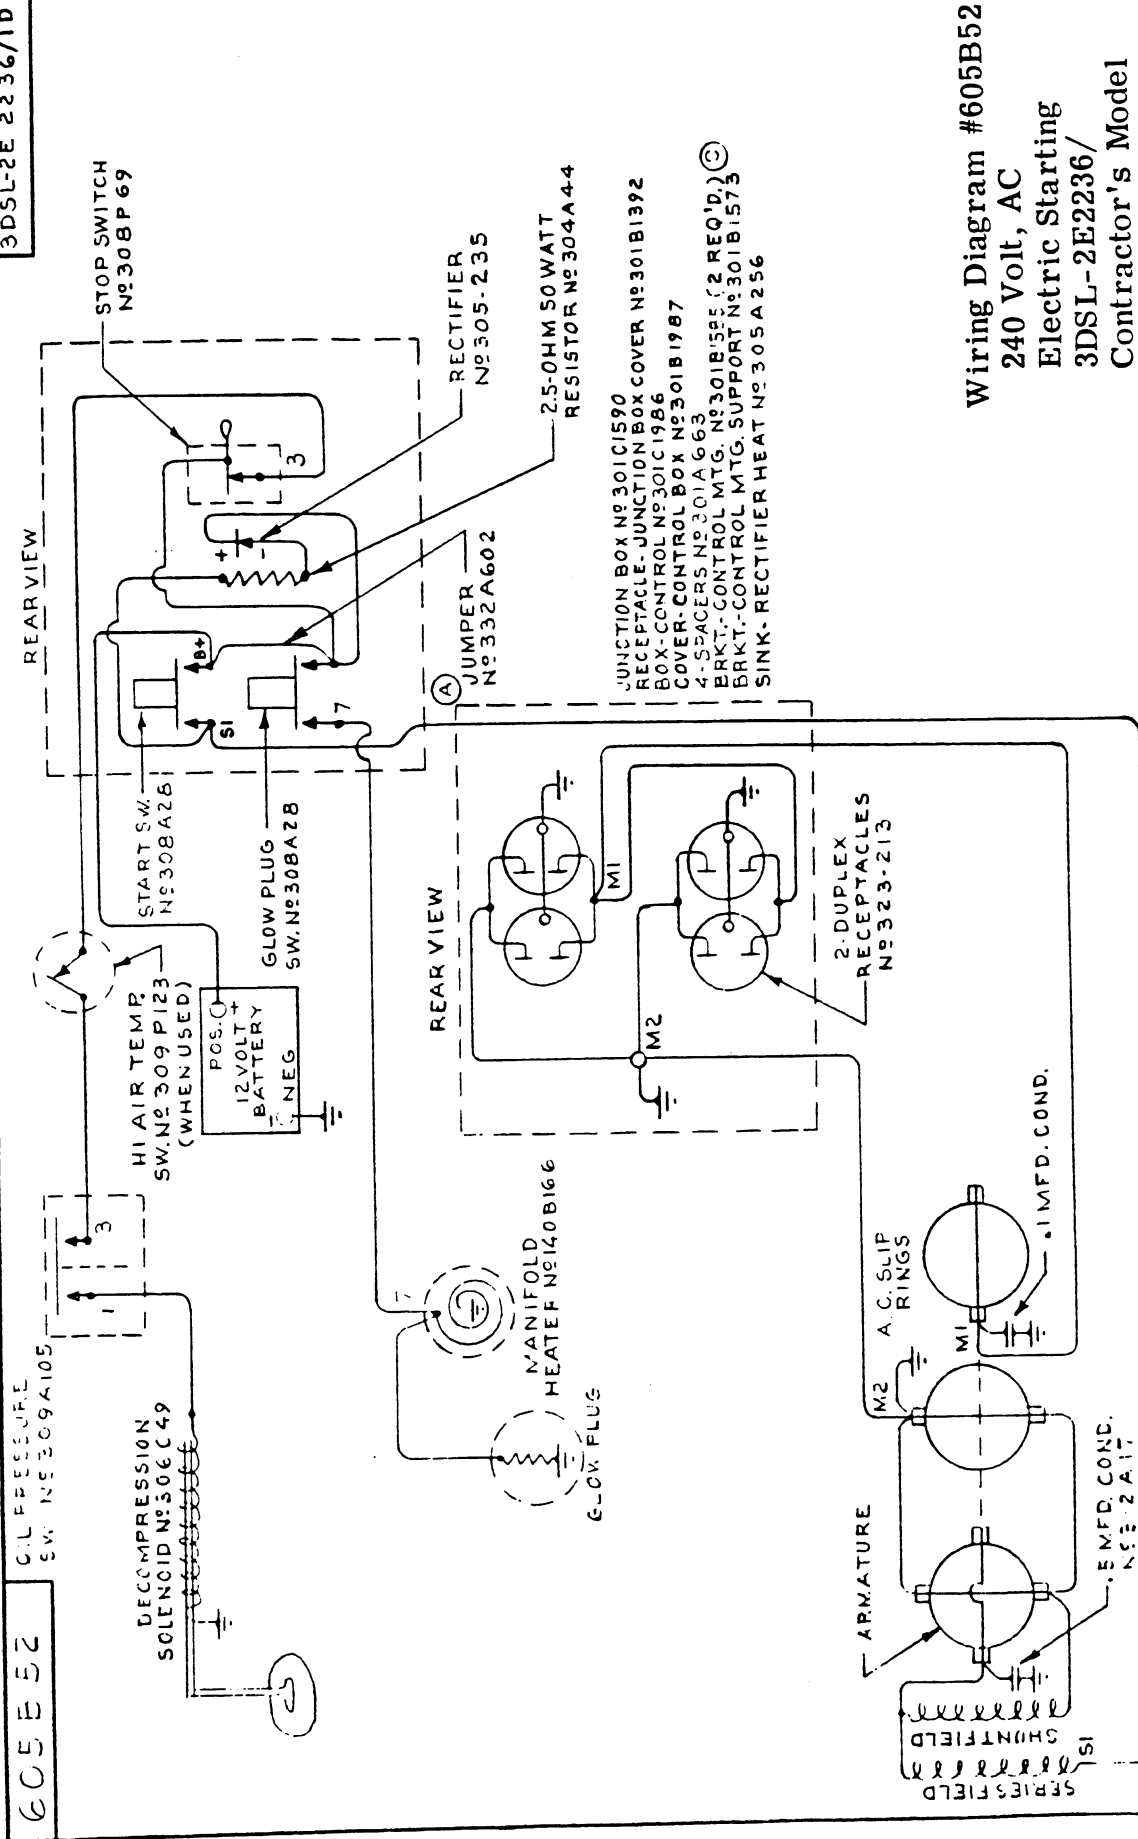 605B52
3DSL-2E 2236/1B
OIL PRESSURE
SW. Nº 309A105
1
3
DECOMPRESSION
SOLENOID Nº 306C49
HI AIR TEMP.
SW. Nº 309P123
(WHEN USED)
POS.
12 VOLT +
BATTERY
NEG
START SW.
Nº 308A28
GLOW PLUG
SW. Nº 308A28
REAR VIEW
STOP SWITCH
Nº 308P69
3
+
-
B+
S1
7
RECTIFIER
Nº 305-235
2.5-OHM 50 WATT
RESISTOR Nº 304A44
JUMPER
Nº 332A602
A
JUNCTION BOX Nº 301C1590
RECEPTACLE-JUNCTION BOX COVER Nº 301B1392
BOX-CONTROL Nº 301C1986
COVER-CONTROL BOX Nº 301B1987
4-SPACERS Nº 301A663
BRKT.-CONTROL MTG. (2 REQ'D.)
BRKT.-CONTROL MTG. SUPPORT Nº 301B1573
SINK-RECTIFIER HEAT Nº 305A256
7
MANIFOLD
HEATER Nº 140B166
GLOW PLUG
REAR VIEW
M1
M2
2-DUPLEX
RECEPTACLES
Nº 323-213
ARMATURE
M2
A.C. SLIP
RINGS
M1
.1 MFD. COND.
.5 MFD. COND.
SHUNT FIELD
SERIES FIELD
S1
Wiring Diagram #605B52
240 Volt, AC
Electric Starting
3DSL-2E2236/
Contractor's Model